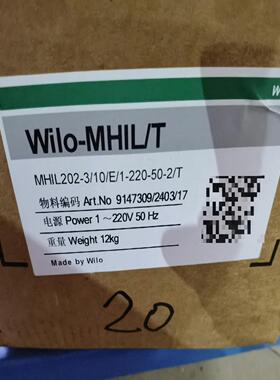 Wilo-MHIL/T
MHIL202-3/10/E/1-220-50-2/T
物料编码 Art.No 9147309/2403/17
电源 Power 1 ～220V 50 Hz
重量 Weight 12kg
Made by Wilo
20